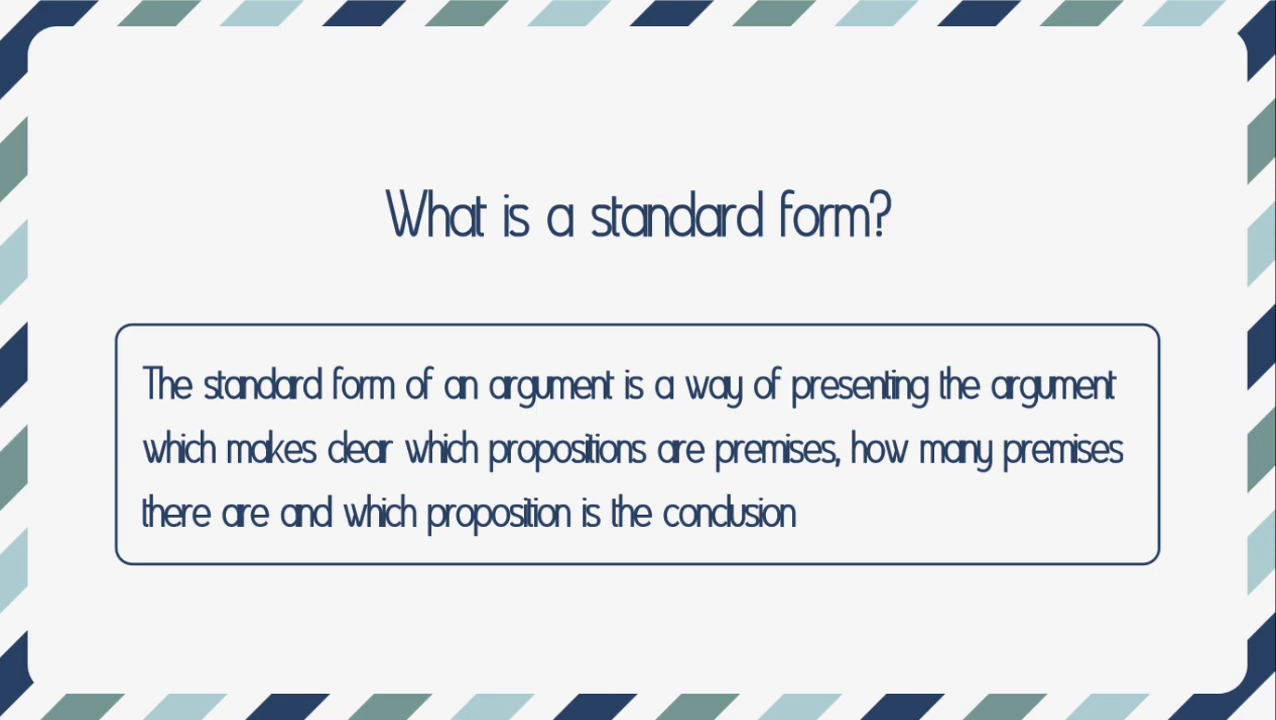 What is a standard form?
The standard form of an argument is a way of presenting the argument
which makes clear which propositions are premises, how many premises
there are and which proposition is the conclusion